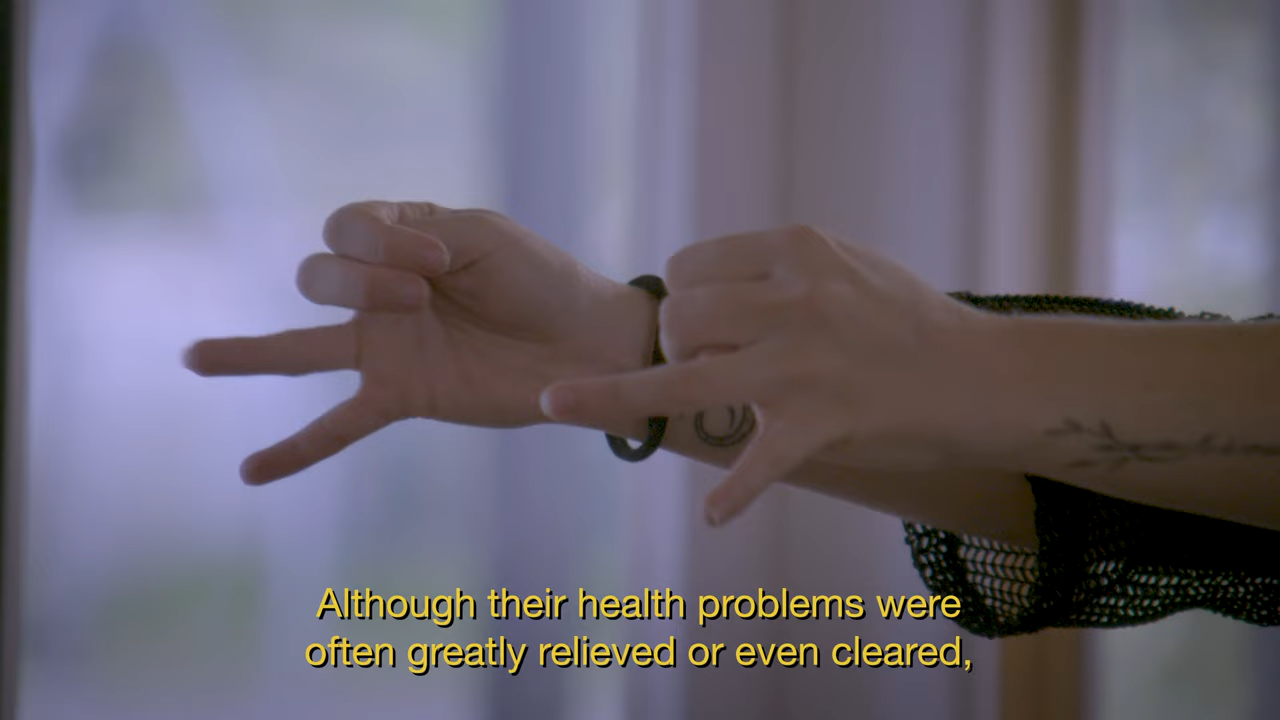 Although their health problems were
often greatly relieved or even cleared,